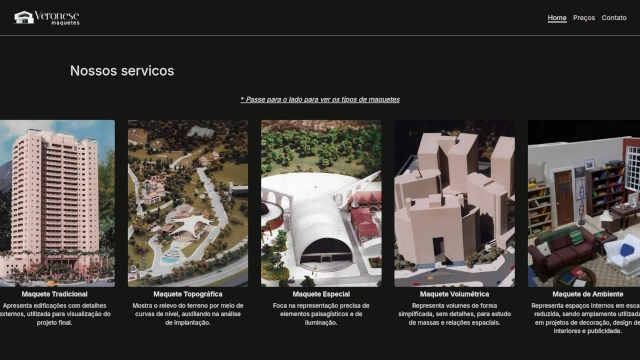 Veronese
maquetes
Home Preços Contato
Nossos servicos
* Passe para o lado para ver os tipos de maquetes
Maquete Tradicional
Apresenta edificações com detalhes
externos, utilizada para visualização do
projeto final.
Maquete Topográfica
Mostra o relevo do terreno por meio de
curvas de nível, auxiliando na análise
de implantação.
Maquete Especial
Foca na representação precisa de
elementos paisagísticos e de
iluminação.
Maquete Volumétrica
Representa volumes de forma
simplificada, sem detalhes, para estudo
de massas e relações espaciais.
Maquete de Ambiente
Representa espaços internos em esca
reduzida, sendo amplamente utilizada
em projetos de decoração, design de
interiores e publicidade.